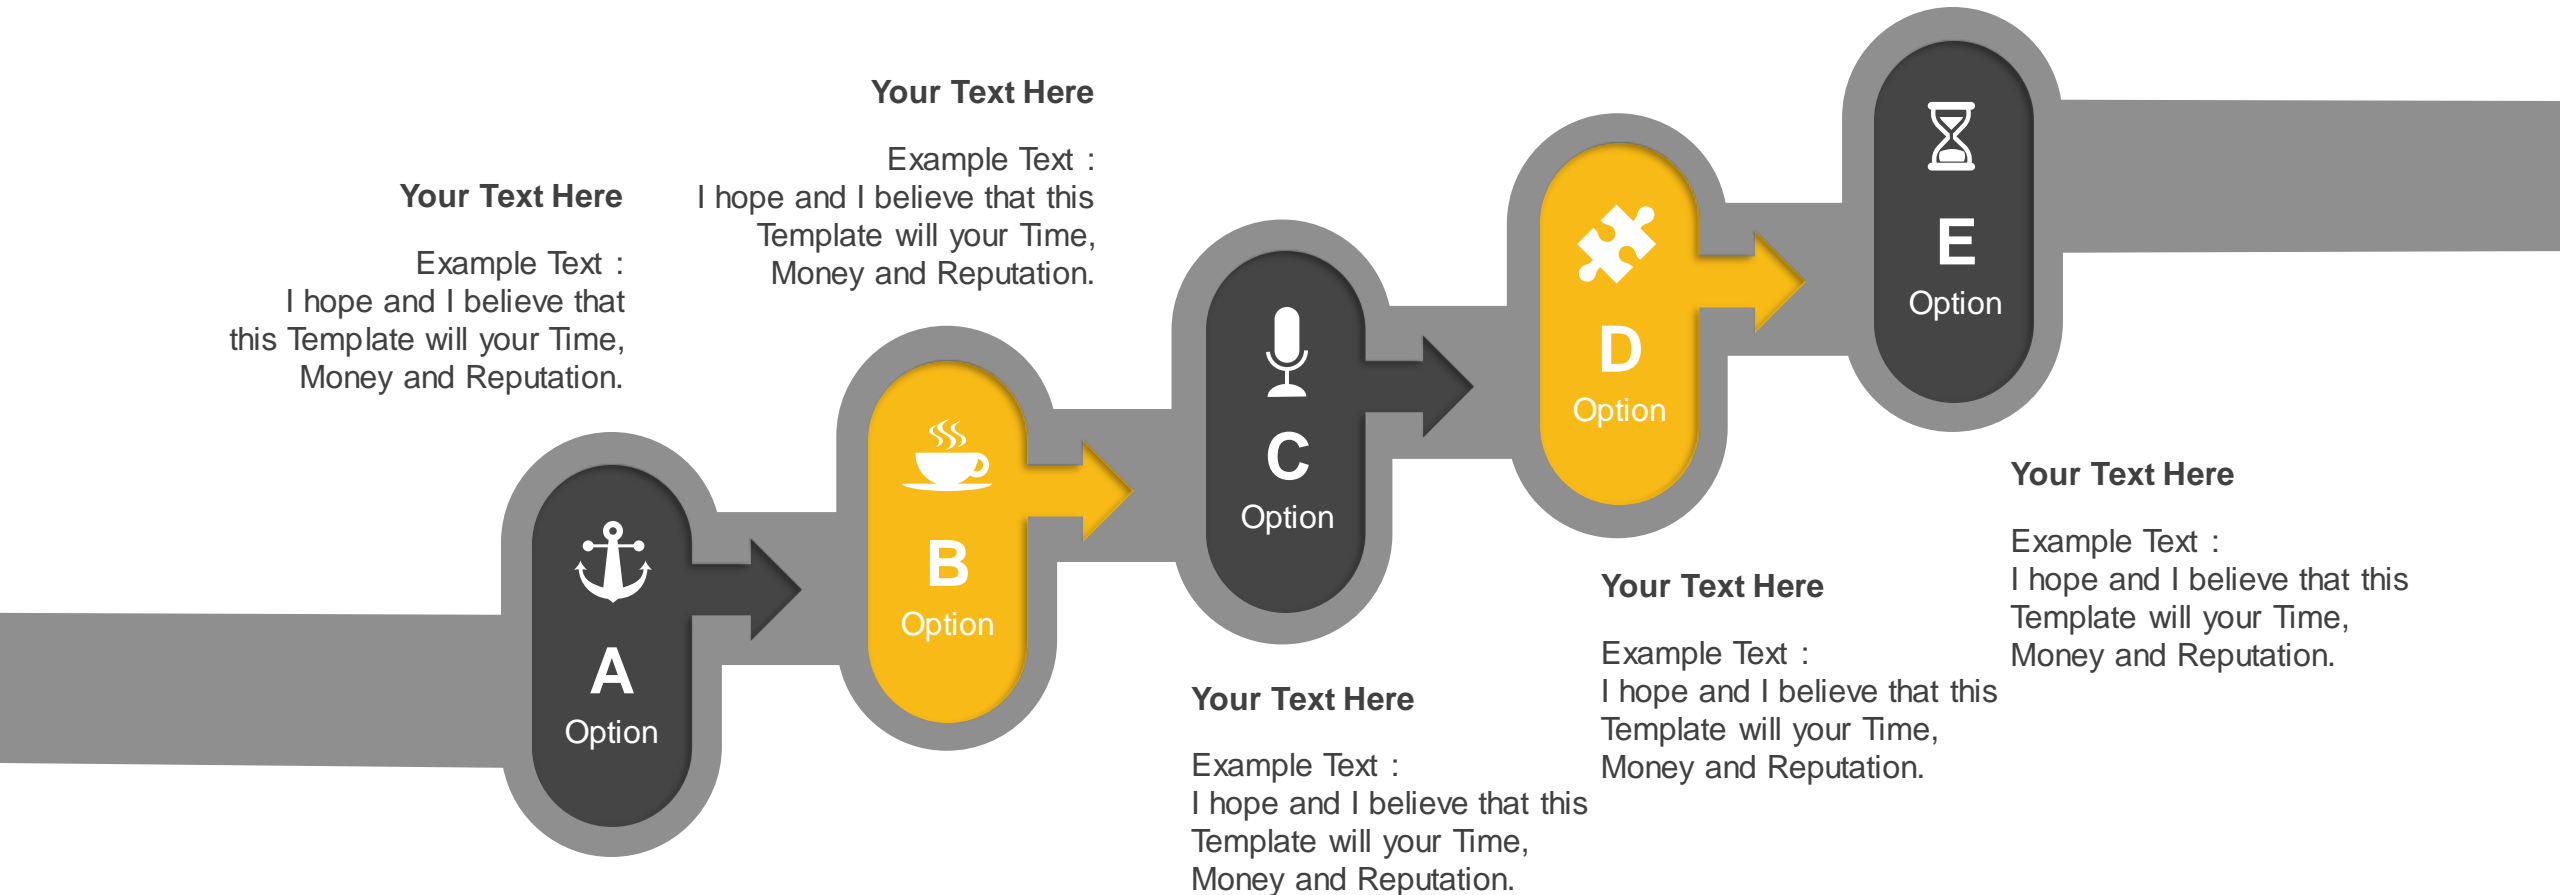 Your Text Here
Example Text :
I hope and I believe that
this Template will your Time,
Money and Reputation.
Your Text Here
Example Text :
I hope and I believe that this
Template will your Time,
Money and Reputation.
A
Option
B
Option
C
Option
D
Option
E
Option
Your Text Here
Example Text :
I hope and I believe that this
Template will your Time,
Money and Reputation.
Your Text Here
Example Text :
I hope and I believe that this
Template will your Time,
Money and Reputation.
Your Text Here
Example Text :
I hope and I believe that this
Template will your Time,
Money and Reputation.